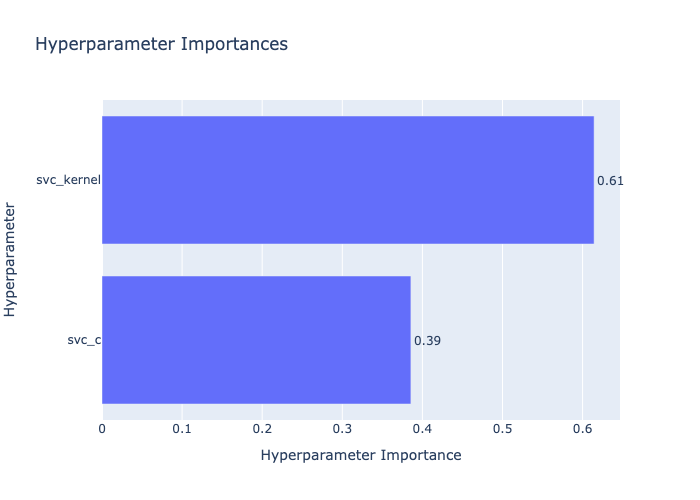 Hyperparameter Importances
Hyperparameter
svc_kernel
0.61
svc_c
0.39
0 0.1 0.2 0.3 0.4 0.5 0.6
Hyperparameter Importance